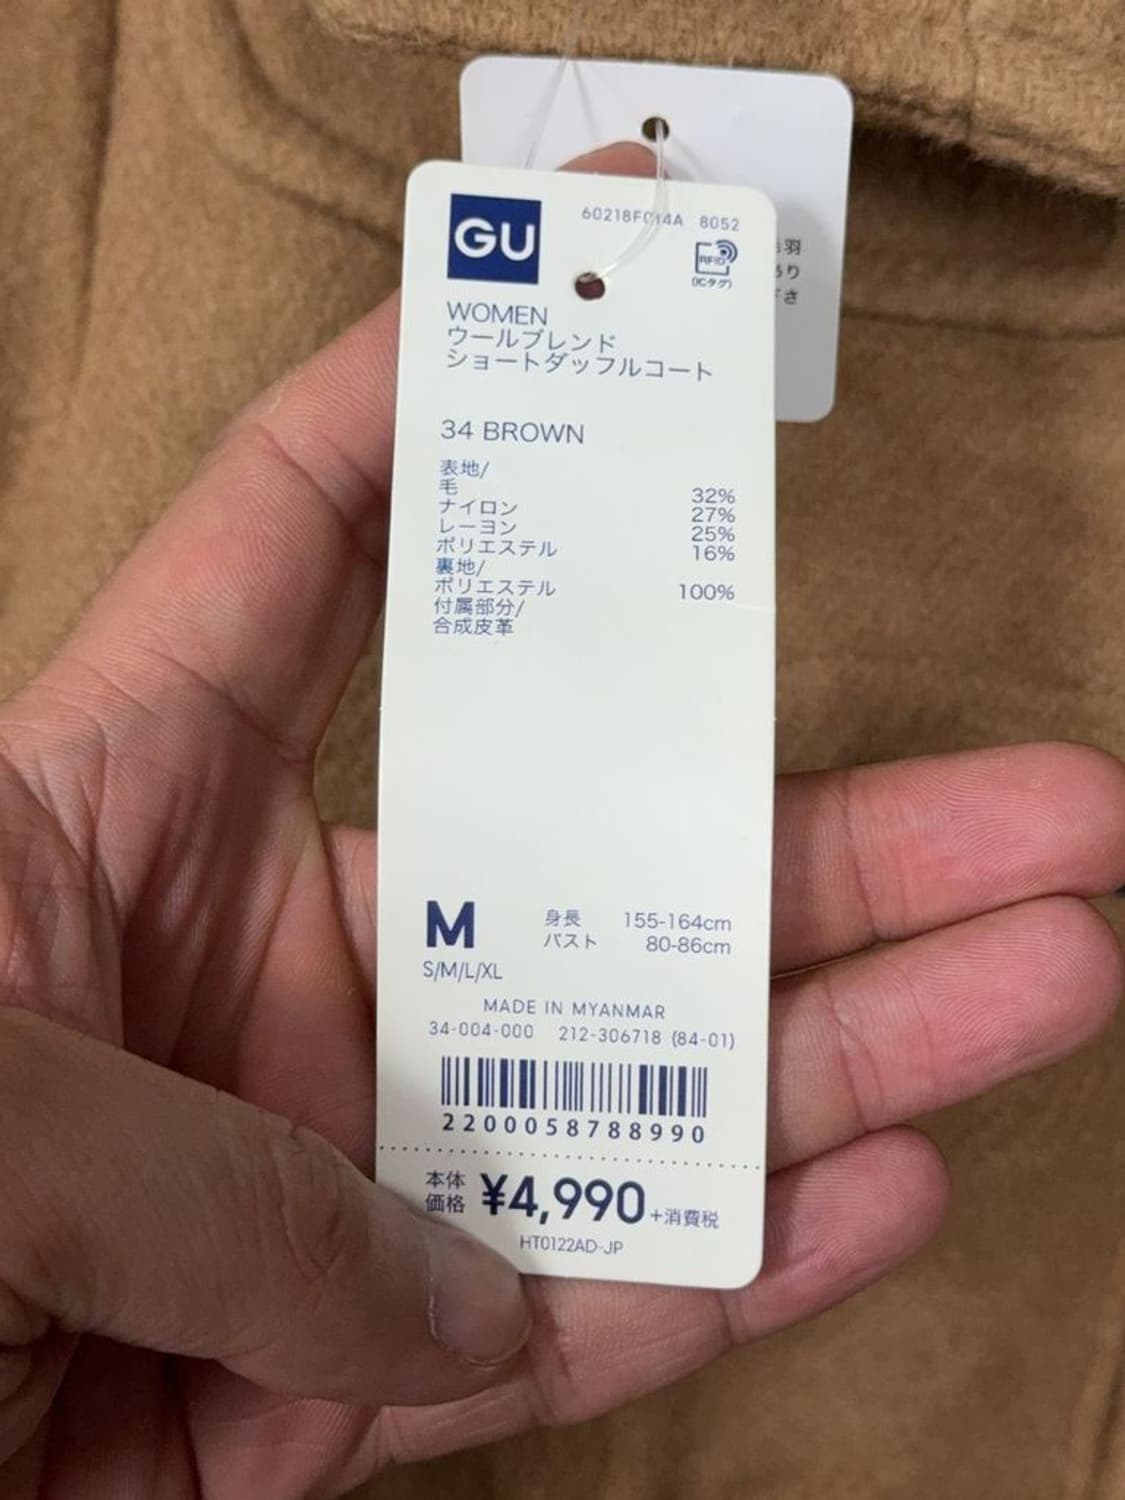 GU
60218F014A 8052
RFID
(ICタグ)
WOMEN
ウールブレンド
ショートダッフルコート
34 BROWN
表地/
毛 32%
ナイロン 27%
レーヨン 25%
ポリエステル 16%
裏地/
ポリエステル 100%
付属部分/
合成皮革
M
身長 155-164cm
バスト 80-86cm
S/M/L/XL
MADE IN MYANMAR
34-004-000 212-306718 (84-01)
2200058788990
本体
価格 ¥4,990+消費税
HT0122AD-JP
羽
り
さ